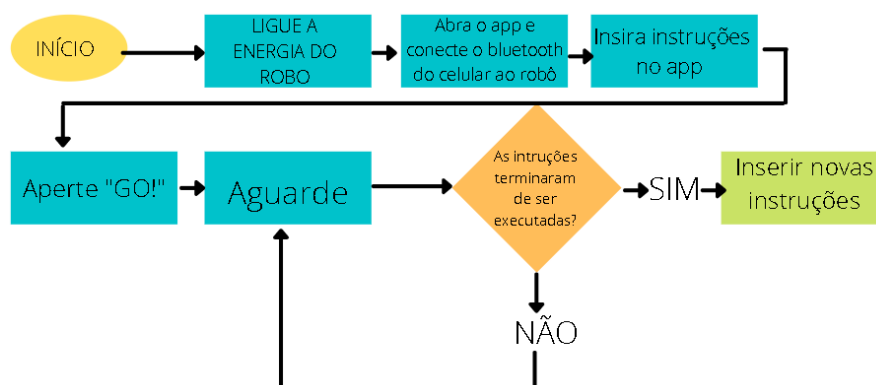 INÍCIO
LIGUE A
ENERGIA DO
ROBO
Abra o app e
conecte o bluetooth
do celular ao robô
Insira instruções
no app
Aperte "GO!"
Aguarde
As intruções
terminaram
de ser
executadas?
SIM
Inserir novas
instruções
NÃO